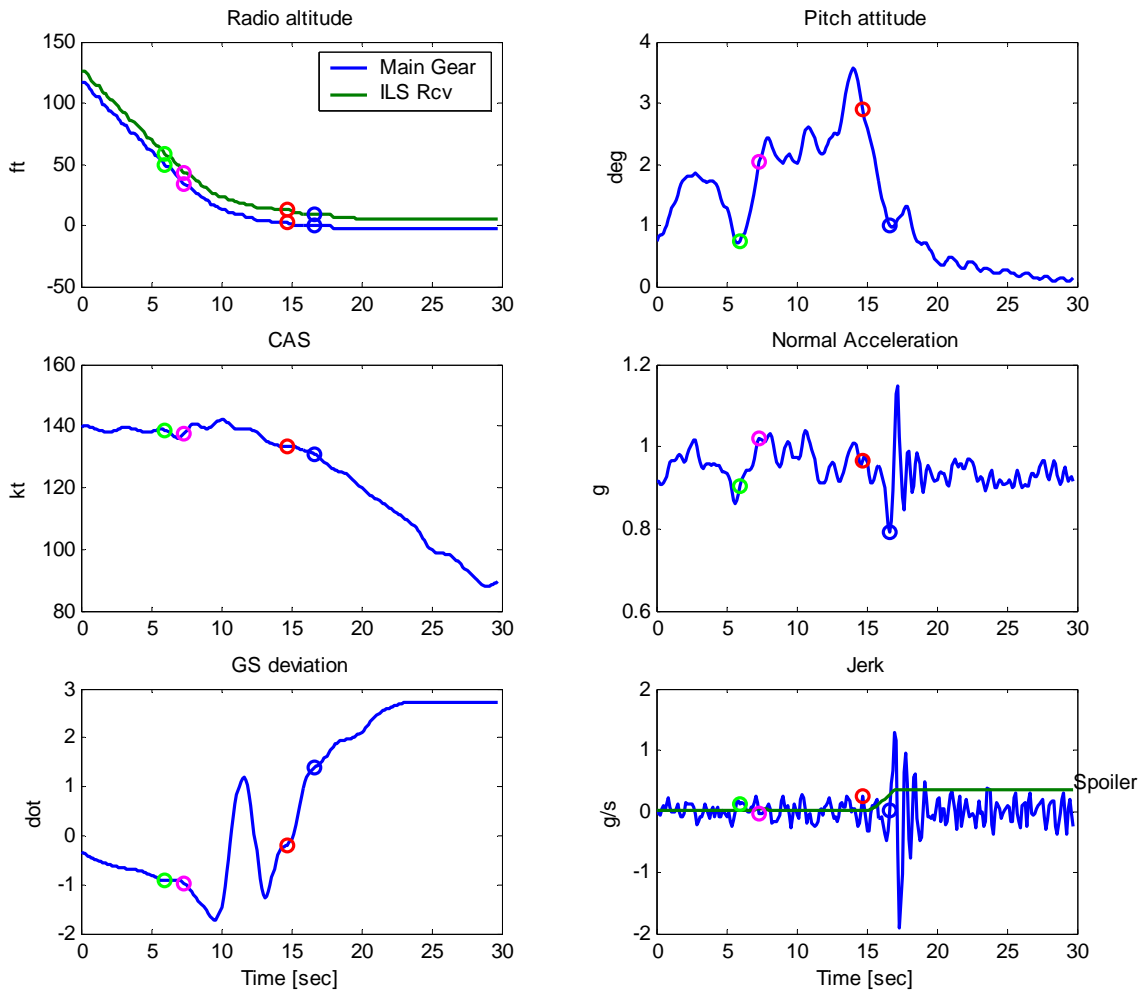 Radio altitude
150
100
50
0
-50
ft
Main Gear
ILS Rcv
0 5 10 15 20 25 30
Pitch attitude
4
3
2
1
0
deg
0 5 10 15 20 25 30
CAS
160
140
120
100
80
kt
0 5 10 15 20 25 30
Normal Acceleration
1.2
1
0.8
0.6
g
0 5 10 15 20 25 30
GS deviation
3
2
1
0
-1
-2
dot
0 5 10 15 20 25 30
Time [sec]
Jerk
2
1
0
-1
-2
g/s
Spoiler
0 5 10 15 20 25 30
Time [sec]